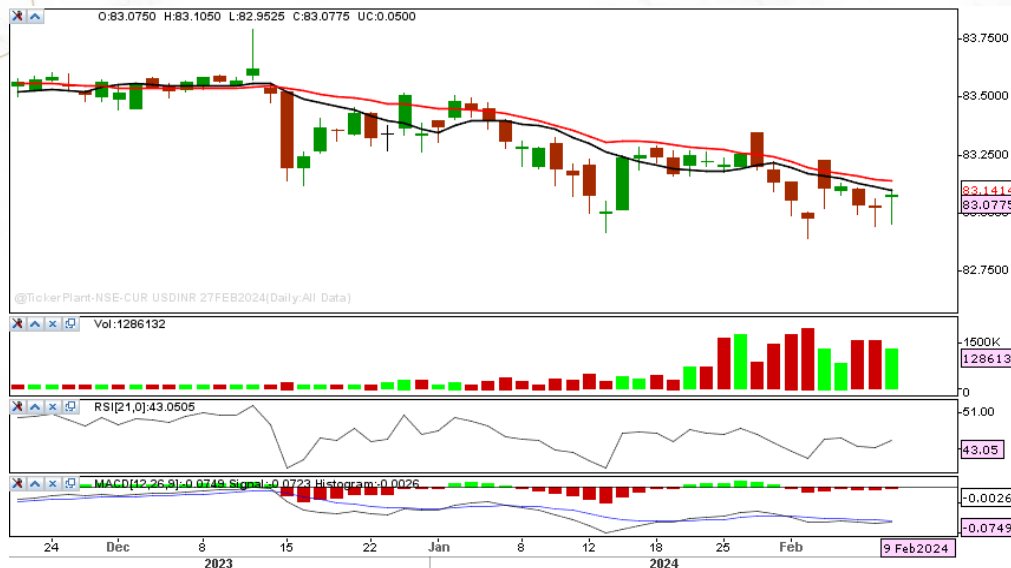 O:83.0750 H:83.1050 L:82.9525 C:83.0775 UC:0.0500
83.7500
83.5000
83.2500
83.1414
83.0775
82.7500
@TickerPlant-NSE-CUR USDINR 27FEB2024(Daily:All Data)
Vol:1286132
1500K
128613
0
RSI[21,0]:43.0505
51.00
43.05
MACD[12,26,9]:-0.0749 Signal:-0.0723 Histogram:-0.0026
-0.0026
-0.0749
24 Dec 8 15 22 Jan 8 12 18 25 Feb 9 Feb2024
2023 2024